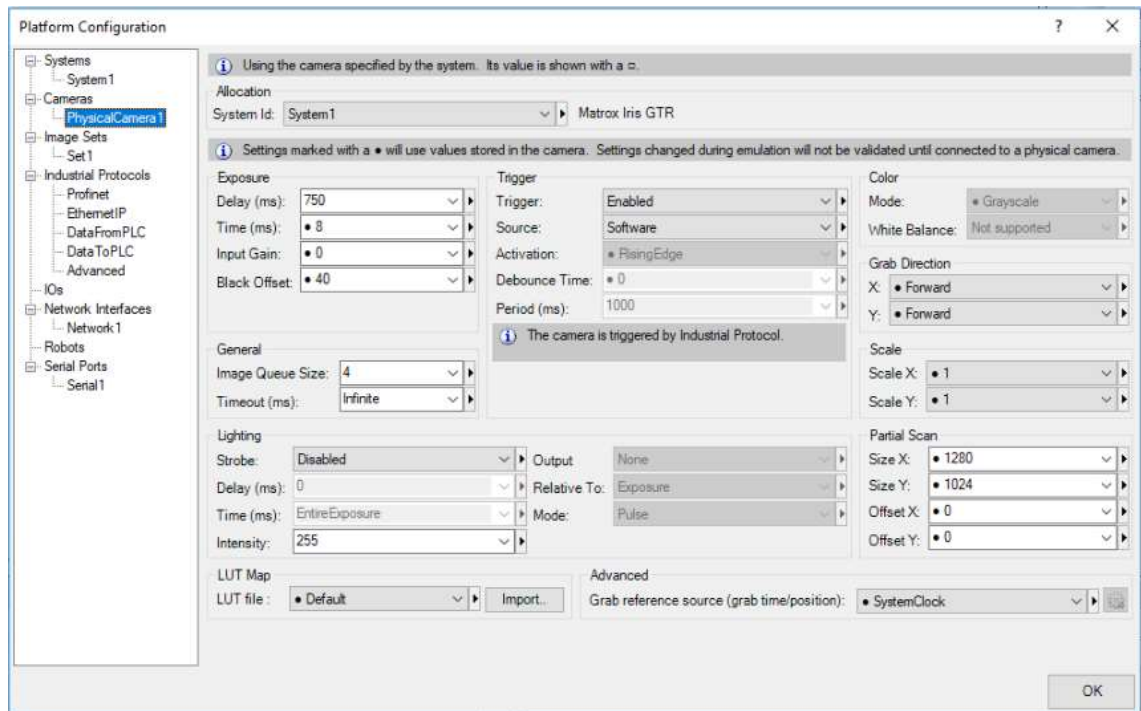 Platform Configuration
? ×
Systems
System1
Cameras
PhysicalCamera1
Image Sets
Set1
Industrial Protocols
Profinet
EthernetIP
DataFromPLC
DataToPLC
Advanced
IOs
Network Interfaces
Network1
Robots
Serial Ports
Serial1
Using the camera specified by the system. Its value is shown with a ¤.
Allocation
System Id: System1 Matrox Iris GTR
Settings marked with a ● will use values stored in the camera. Settings changed during emulation will not be validated until connected to a physical camera.
Exposure
Delay (ms): 750
Time (ms): ● 8
Input Gain: ● 0
Black Offset: ● 40
Trigger
Trigger: Enabled
Source: Software
Activation: ● RisingEdge
Debounce Time: ● 0
Period (ms): 1000
The camera is triggered by Industrial Protocol.
Color
Mode: ● Grayscale
White Balance: Not supported
Grab Direction
X: ● Forward
Y: ● Forward
General
Image Queue Size: 4
Timeout (ms): Infinite
Scale
Scale X: ● 1
Scale Y: ● 1
Lighting
Strobe: Disabled Output None
Delay (ms): 0 Relative To: Exposure
Time (ms): EntireExposure Mode: Pulse
Intensity: 255
Partial Scan
Size X: ● 1280
Size Y: ● 1024
Offset X: ● 0
Offset Y: ● 0
LUT Map
LUT file : ● Default Import..
Advanced
Grab reference source (grab time/position): ● SystemClock
OK